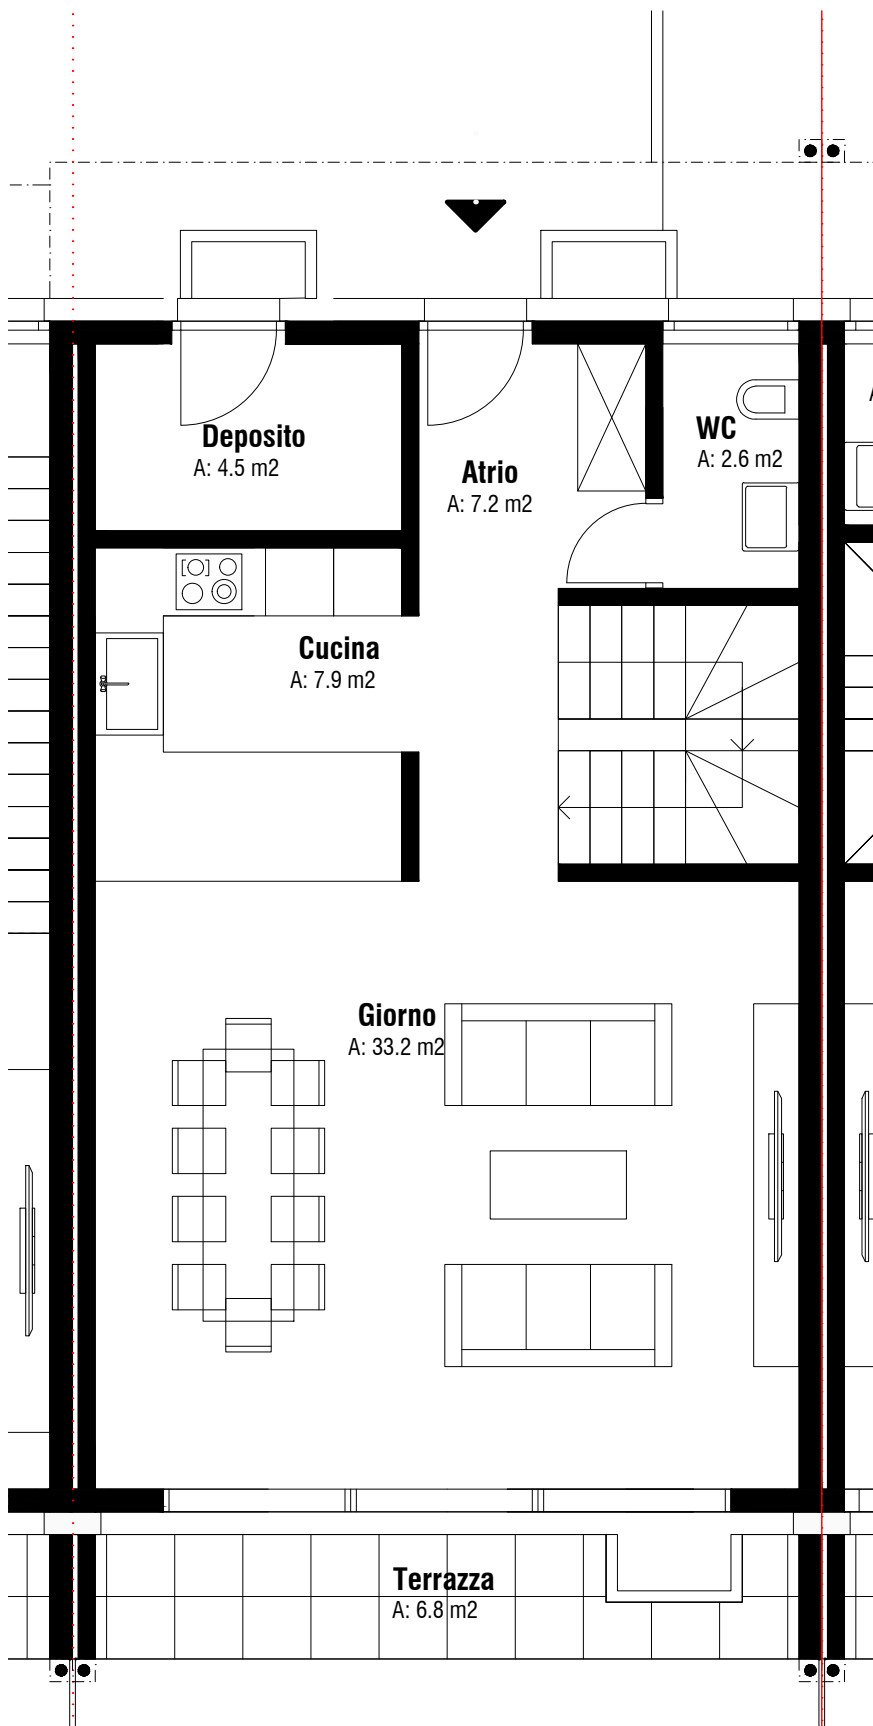 Deposito
A: 4.5 m2
Atrio
A: 7.2 m2
WC
A: 2.6 m2
Cucina
A: 7.9 m2
Giorno
A: 33.2 m2
Terrazza
A: 6.8 m2